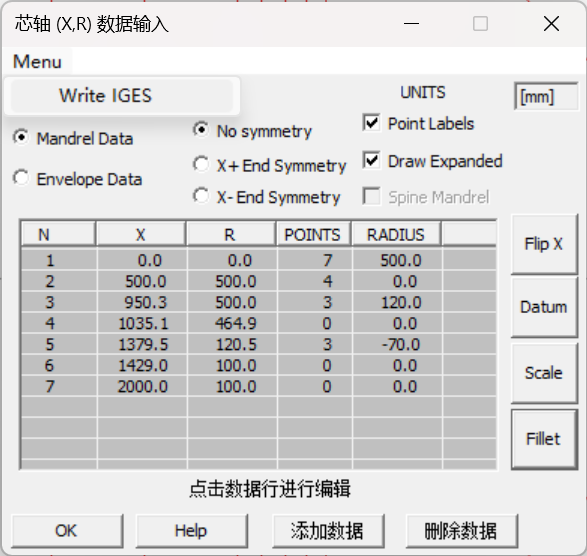 芯轴 (X,R) 数据输入
Menu
Write IGES
UNITS
[mm]
Mandrel Data
No symmetry
Point Labels
Envelope Data
X+End Symmetry
Draw Expanded
X-End Symmetry
Spine Mandrel
N X R POINTS RADIUS
1 0.0 0.0 7 500.0
2 500.0 500.0 4 0.0
3 950.3 500.0 3 120.0
4 1035.1 464.9 0 0.0
5 1379.5 120.5 3 -70.0
6 1429.0 100.0 0 0.0
7 2000.0 100.0 0 0.0
Flip X
Datum
Scale
Fillet
点击数据行进行编辑
OK Help 添加数据 删除数据